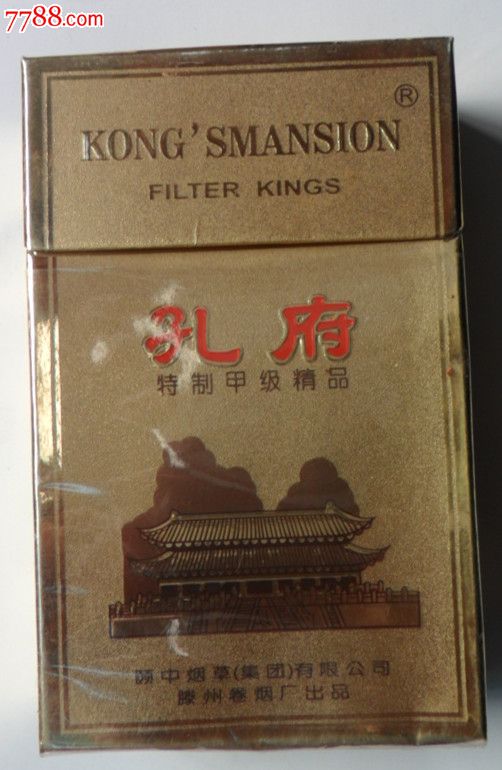 7788.com
®
KONG'SMANSION
FILTER KINGS
孔府
特制甲级精品
颐中烟草(集团)有限公司
滕州卷烟厂出品